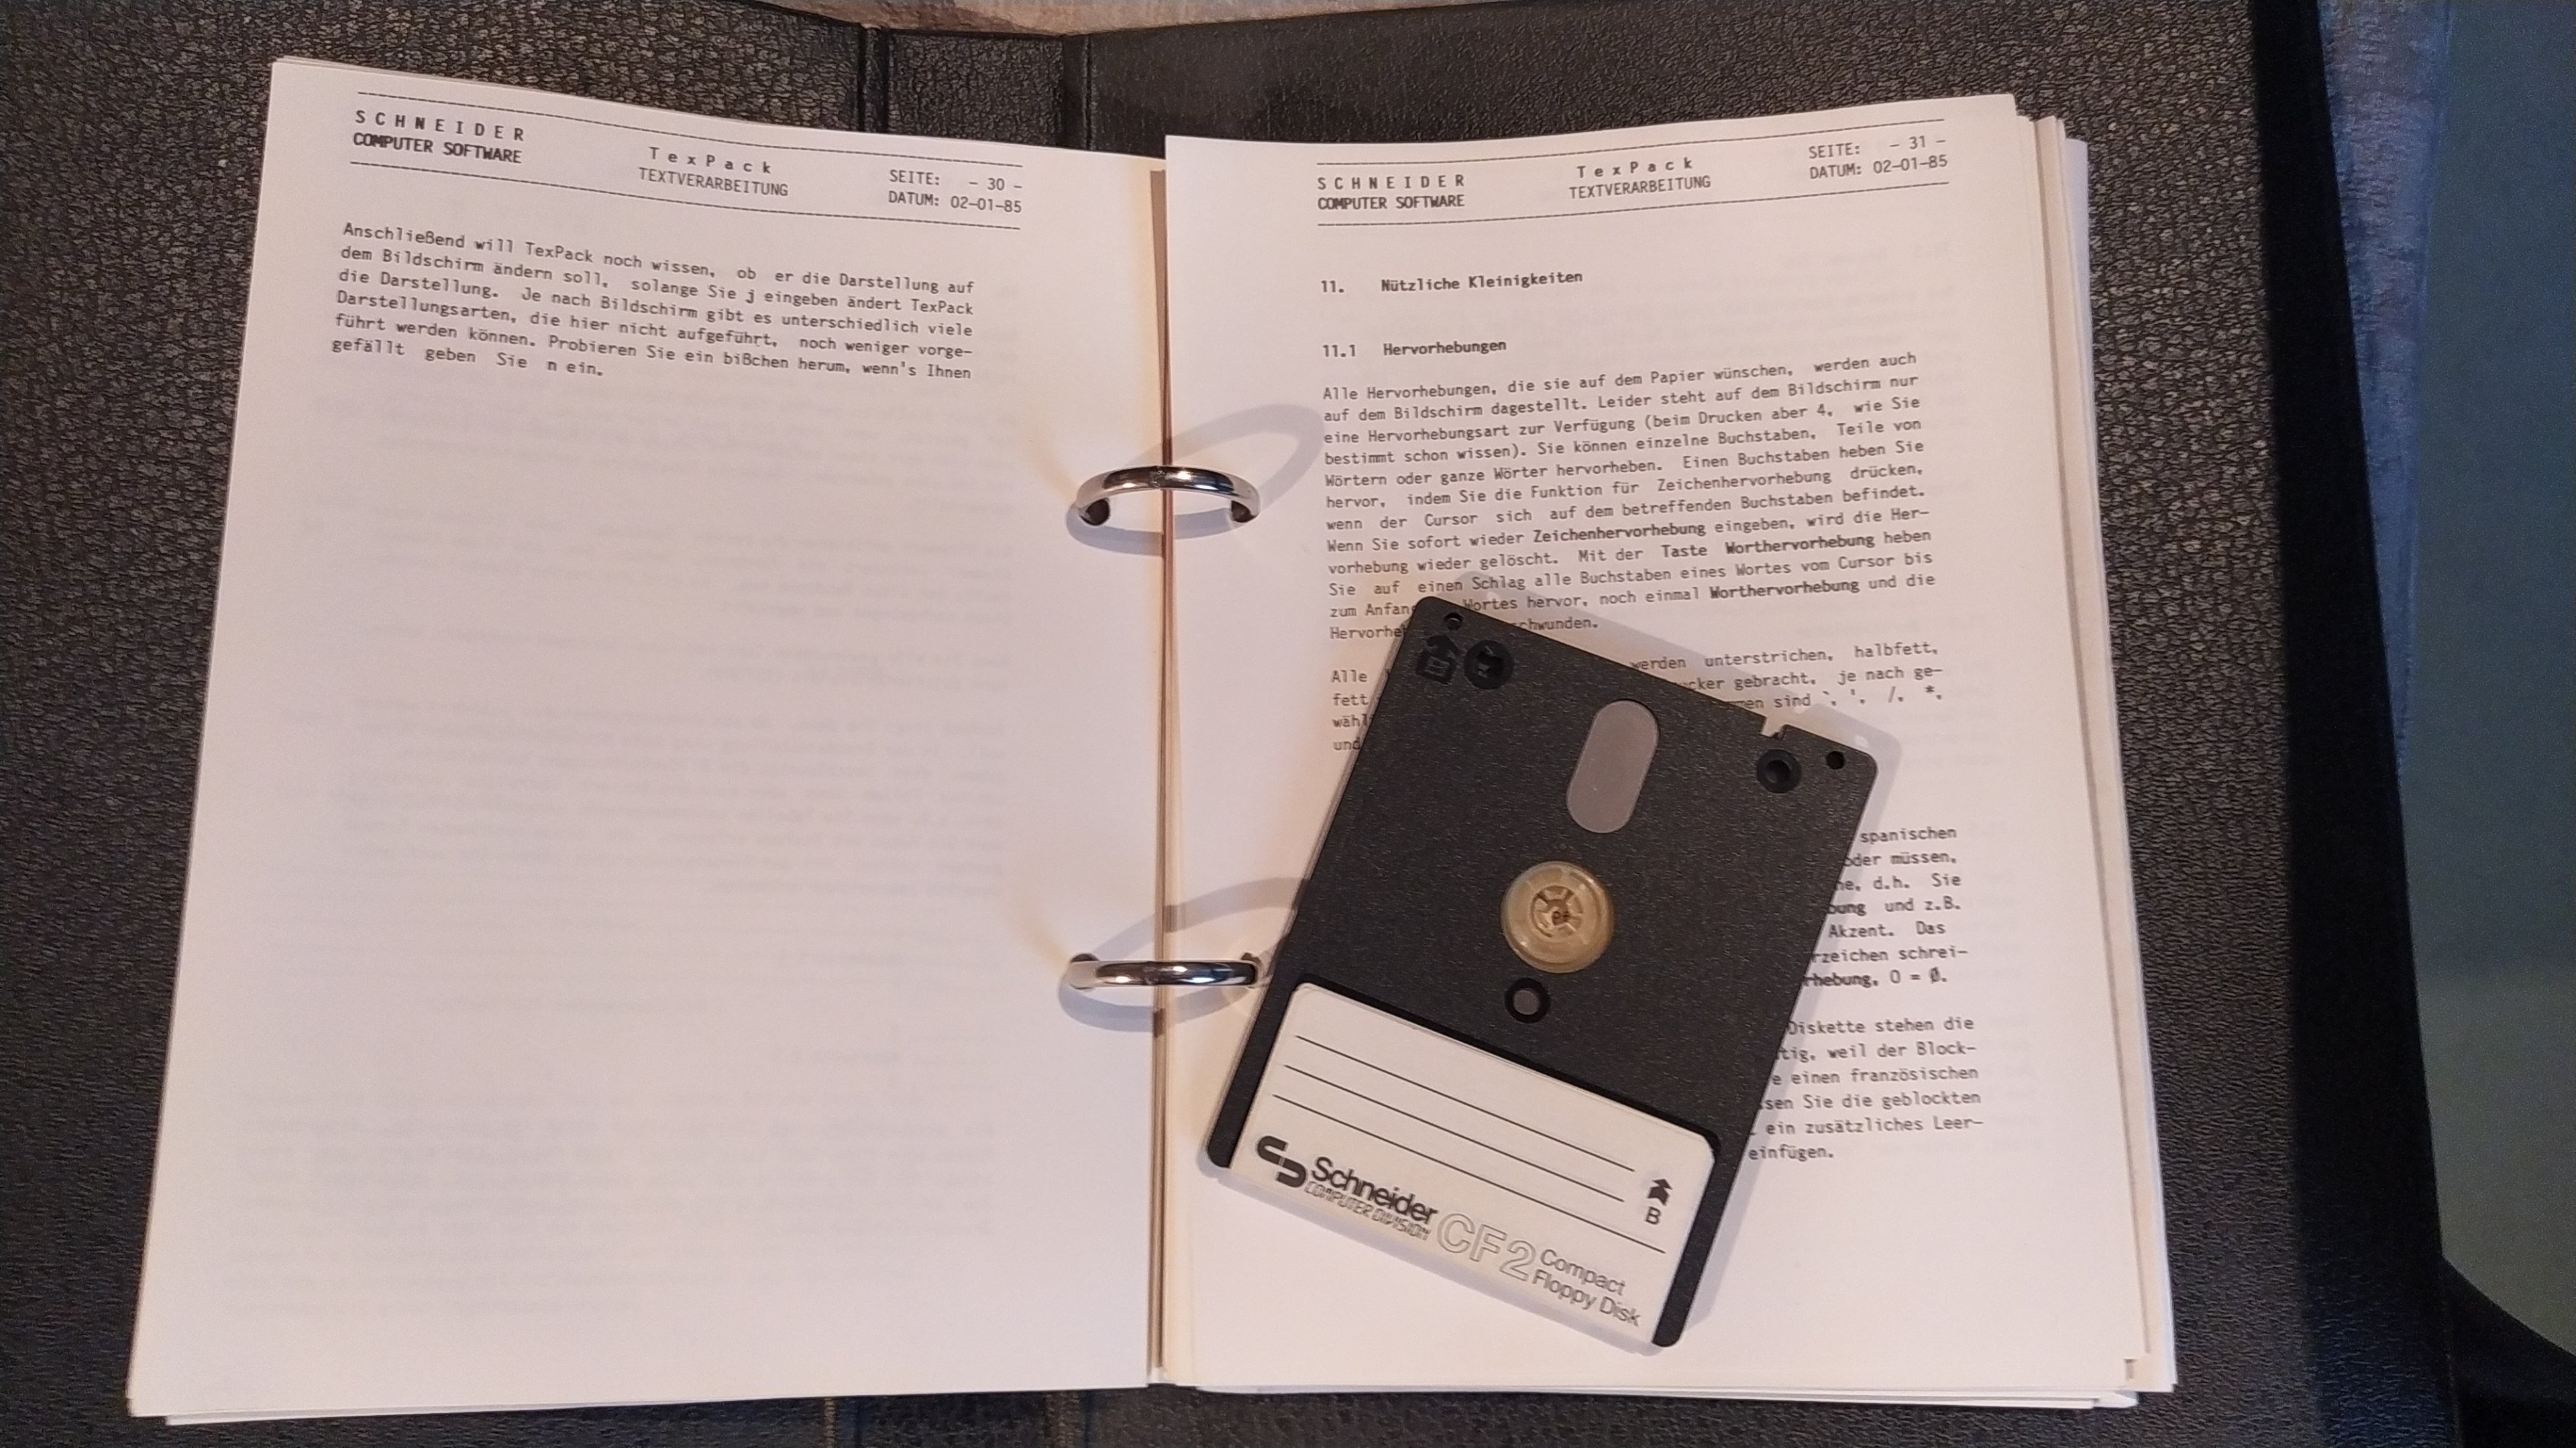 S C H N E I D E R
COMPUTER SOFTWARE
T e x P a c k
TEXTVERARBEITUNG
SEITE: - 30 -
DATUM: 02-01-85
Anschließend will TexPack noch wissen, ob er die Darstellung auf
dem Bildschirm ändern soll, solange Sie j eingeben ändert TexPack
die Darstellung. Je nach Bildschirm gibt es unterschiedlich viele
Darstellungsarten, die hier nicht aufgeführt, noch weniger vorge-
führt werden können. Probieren Sie ein bißchen herum, wenn's Ihnen
gefällt geben Sie n ein.
S C H N E I D E R
COMPUTER SOFTWARE
T e x P a c k
TEXTVERARBEITUNG
SEITE: - 31 -
DATUM: 02-01-85
11. Nützliche Kleinigkeiten
11.1 Hervorhebungen
Alle Hervorhebungen, die sie auf dem Papier wünschen, werden auch
auf dem Bildschirm dagestellt. Leider steht auf dem Bildschirm nur
eine Hervorhebungsart zur Verfügung (beim Drucken aber 4, wie Sie
bestimmt schon wissen). Sie können einzelne Buchstaben, Teile von
Wörtern oder ganze Wörter hervorheben. Einen Buchstaben heben Sie
hervor, indem Sie die Funktion für Zeichenhervorhebung drücken,
wenn der Cursor sich auf dem betreffenden Buchstaben befindet.
Wenn Sie sofort wieder Zeichenhervorhebung eingeben, wird die Her-
vorhebung wieder gelöscht. Mit der Taste Worthervorhebung heben
Sie auf einen Schlag alle Buchstaben eines Wortes vom Cursor bis
zum Anfang Wortes hervor, noch einmal Worthervorhebung und die
Hervorhe chwunden.
Alle werden unterstrichen, halbfett,
fett cker gebracht, je nach ge-
wähl en sind `, ', /, *,
und
spanischen
oder müssen,
he, d.h. Sie
bung und z.B.
Akzent. Das
rzeichen schrei-
rhebung, O = Ø.
Diskette stehen die
tig, weil der Block-
e einen französischen
sen Sie die geblockten
ein zusätzliches Leer-
einfügen.
B
Schneider
COMPUTER DIVISION
CF2 Compact
Floppy Disk